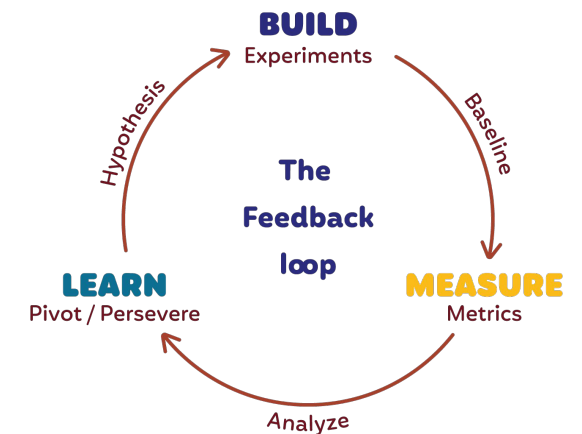 BUILD
Experiments
Hypothesis
Baseline
The
Feedback
loop
LEARN
Pivot / Persevere
MEASURE
Metrics
Analyze